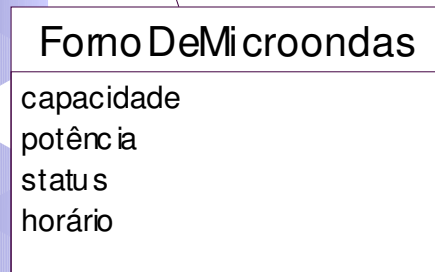 FornoDeMicroondas
capacidade
potência
status
horário